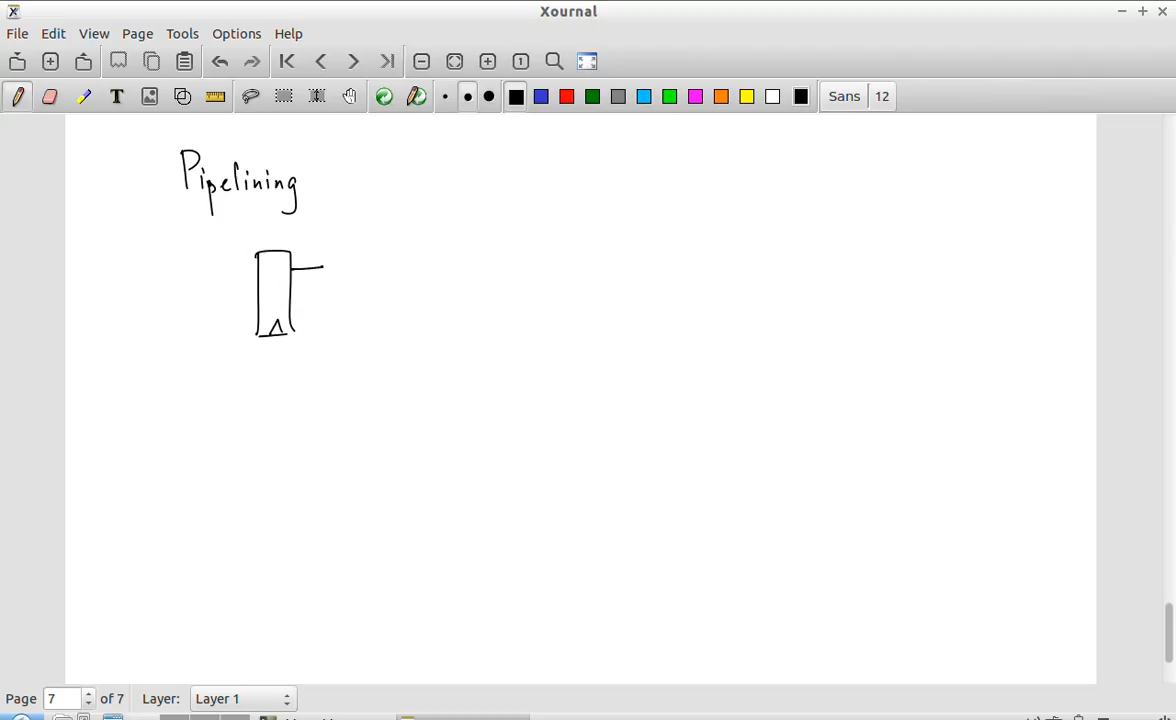 Xournal
File Edit View Page Tools Options Help
T Sans 12
Pipelining
Page 7 of 7 Layer: Layer 1